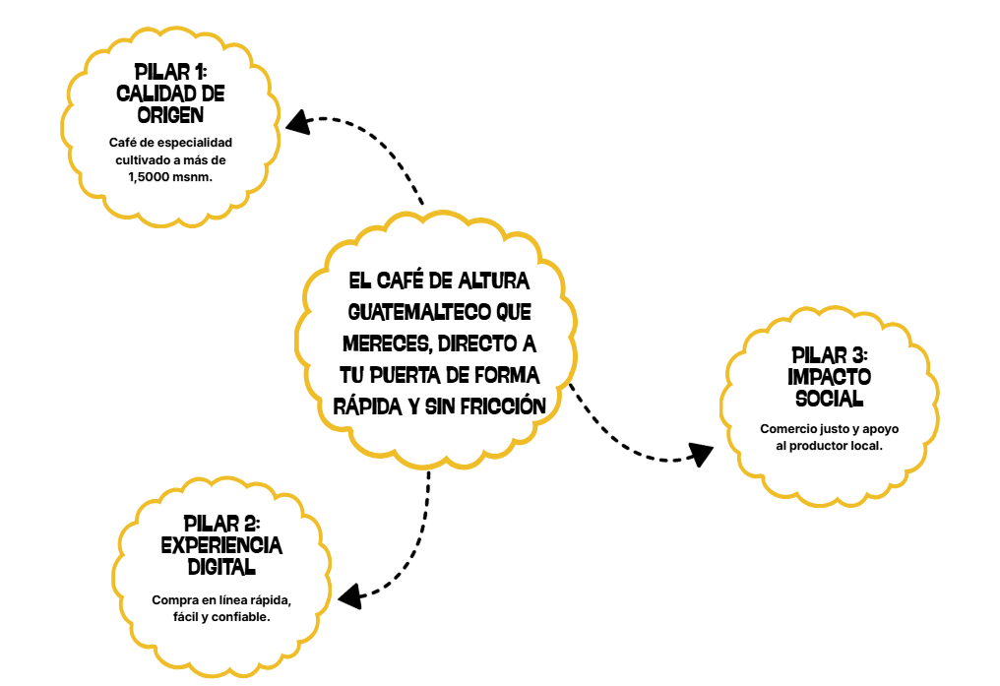 PILAR 1:
CALIDAD DE
ORIGEN
Café de especialidad
cultivado a más de
1,5000 msnm.
EL CAFÉ DE ALTURA
GUATEMALTECO QUE
MERECES, DIRECTO A
TU PUERTA DE FORMA
RÁPIDA Y SIN FRICCIÓN
PILAR 3:
IMPACTO
SOCIAL
Comercio justo y apoyo
al productor local.
PILAR 2:
EXPERIENCIA
DIGITAL
Compra en línea rápida,
fácil y confiable.